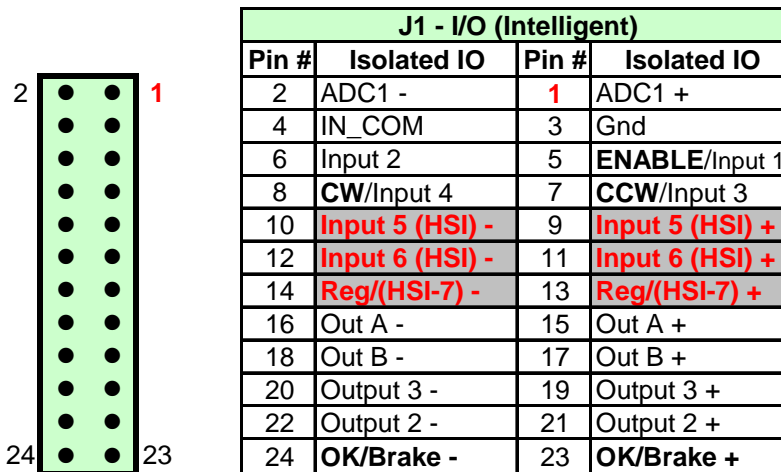 J1 - I/O (Intelligent)
Pin # Isolated IO Pin # Isolated IO
2 1 2 ADC1 - 1 ADC1 +
4 IN_COM 3 Gnd
6 Input 2 5 ENABLE/Input 1
8 CW/Input 4 7 CCW/Input 3
10 Input 5 (HSI) - 9 Input 5 (HSI) +
12 Input 6 (HSI) - 11 Input 6 (HSI) +
14 Reg/(HSI-7) - 13 Reg/(HSI-7) +
16 Out A - 15 Out A +
18 Out B - 17 Out B +
20 Output 3 - 19 Output 3 +
22 Output 2 - 21 Output 2 +
24 23 24 OK/Brake - 23 OK/Brake +